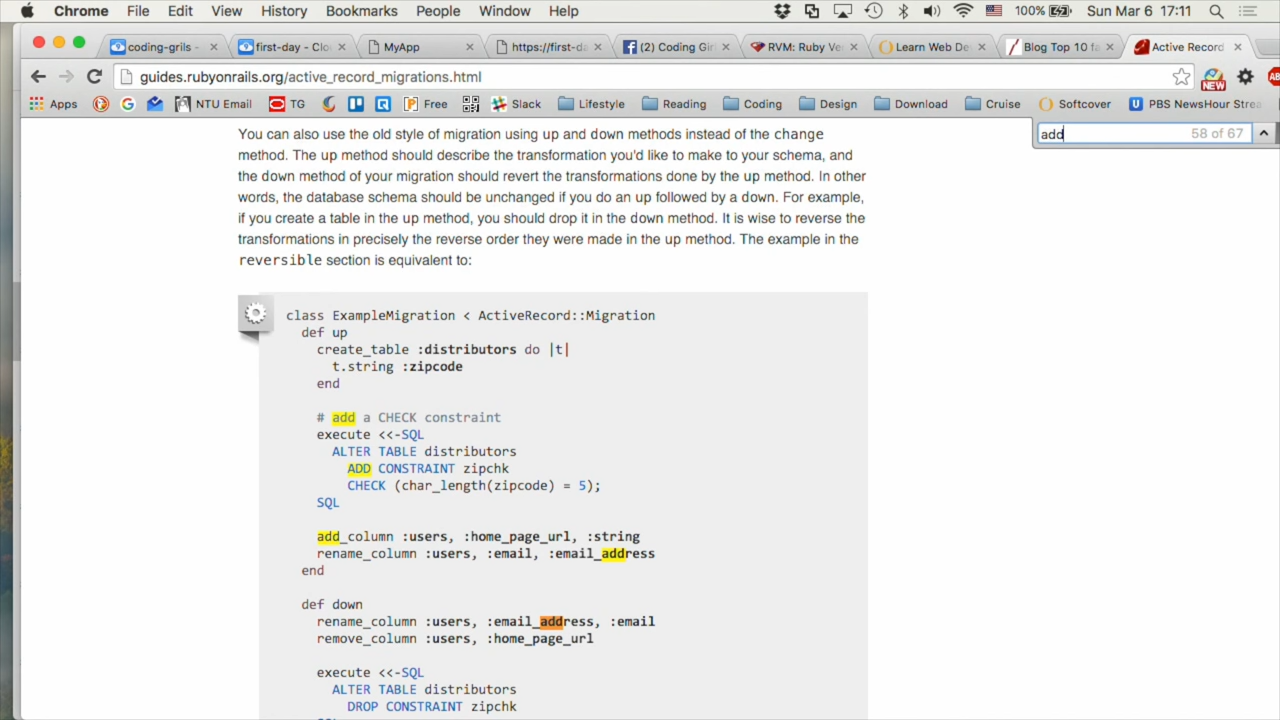 Chrome File Edit View History Bookmarks People Window Help 100% Sun Mar 6 17:11
coding-grils - first-day - Clo MyApp https://first-da (2) Coding Gir RVM: Ruby Ve Learn Web De Blog Top 10 fa Active Record
guides.rubyonrails.org/active_record_migrations.html NEW AB
Apps NTU Email TG Free Slack Lifestyle Reading Coding Design Download Cruise Softcover PBS NewsHour Strea
add 58 of 67
You can also use the old style of migration using up and down methods instead of the change
method. The up method should describe the transformation you'd like to make to your schema, and
the down method of your migration should revert the transformations done by the up method. In other
words, the database schema should be unchanged if you do an up followed by a down. For example,
if you create a table in the up method, you should drop it in the down method. It is wise to reverse the
transformations in precisely the reverse order they were made in the up method. The example in the
reversible section is equivalent to:
class ExampleMigration < ActiveRecord::Migration
def up
create_table :distributors do |t|
t.string :zipcode
end
# add a CHECK constraint
execute <<-SQL
ALTER TABLE distributors
ADD CONSTRAINT zipchk
CHECK (char_length(zipcode) = 5);
SQL
add_column :users, :home_page_url, :string
rename_column :users, :email, :email_address
end
def down
rename_column :users, :email_address, :email
remove_column :users, :home_page_url
execute <<-SQL
ALTER TABLE distributors
DROP CONSTRAINT zipchk